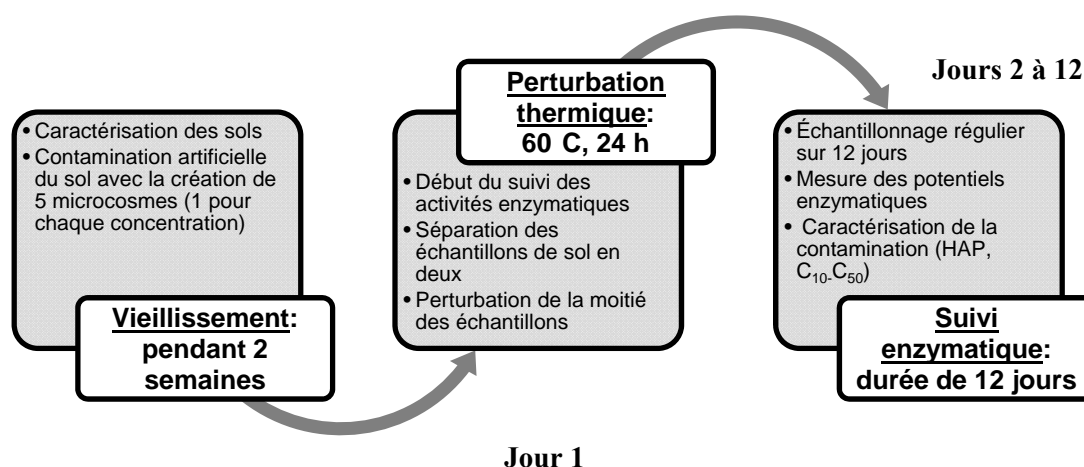 • Caractérisation des sols
• Contamination artificielle
du sol avec la création de
5 microcosmes (1 pour
chaque concentration)
Vieillissement:
pendant 2
semaines
Jour 1
Perturbation
thermique:
60 C, 24 h
• Début du suivi des
activités enzymatiques
• Séparation des
échantillons de sol en
deux
• Perturbation de la moitié
des échantillons
Jours 2 à 12
• Échantillonnage régulier
sur 12 jours
• Mesure des potentiels
enzymatiques
• Caractérisation de la
contamination (HAP,
C10-C50)
Suivi
enzymatique:
durée de 12 jours